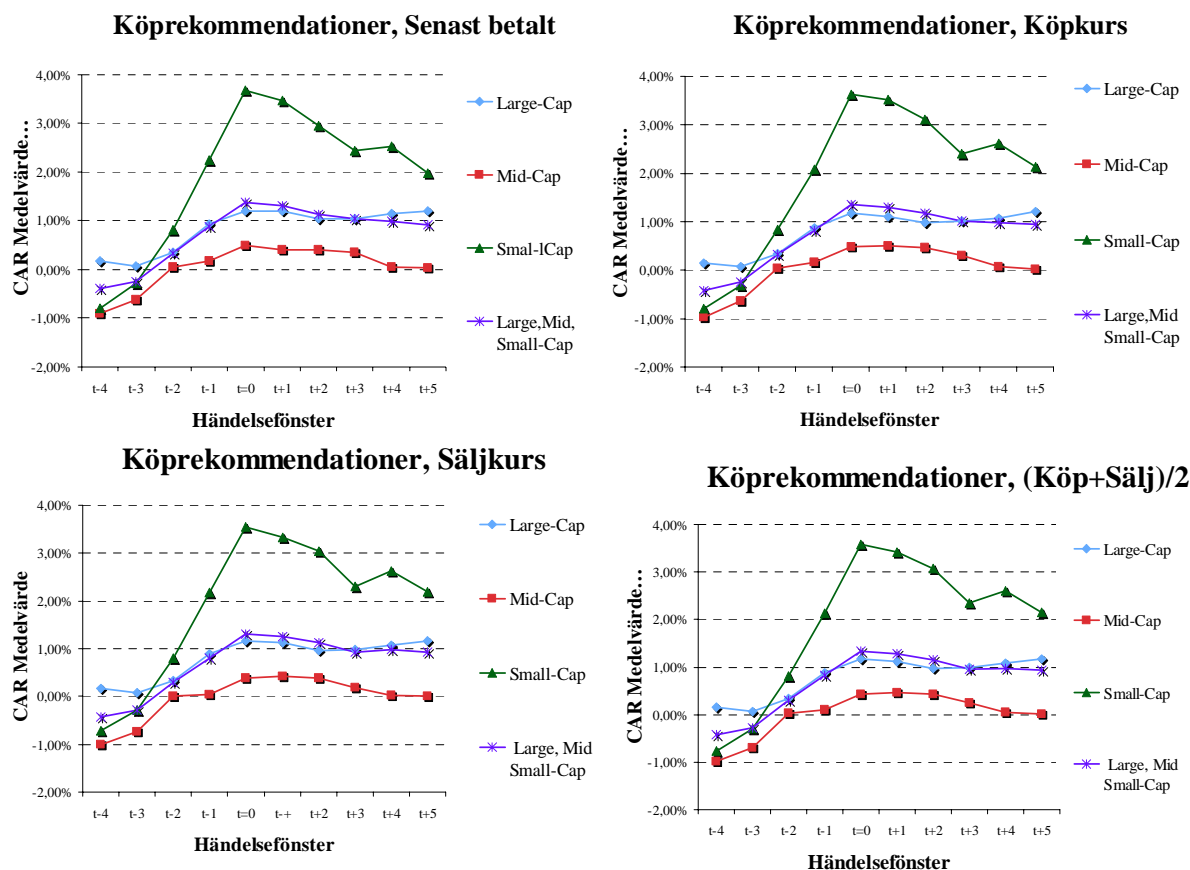 Köprekommendationer, Senast betalt
CAR Medelvärde...
4,00%
3,00%
2,00%
1,00%
0,00%
-1,00%
-2,00%
t-4 t-3 t-2 t-1 t=0 t+1 t+2 t+3 t+4 t+5
Händelsefönster
Large-Cap
Mid-Cap
Smal-lCap
Large,Mid,
Small-Cap
Köprekommendationer, Köpkurs
CAR Medelvärde...
4,00%
3,00%
2,00%
1,00%
0,00%
-1,00%
-2,00%
t-4 t-3 t-2 t-1 t=0 t+1 t+2 t+3 t+4 t+5
Händelsefönster
Large-Cap
Mid-Cap
Small-Cap
Large,Mid
Small-Cap
Köprekommendationer, Säljkurs
CAR Medelvärde
4,00%
3,00%
2,00%
1,00%
0,00%
-1,00%
-2,00%
t-4 t-3 t-2 t-1 t=0 t-+ t+2 t+3 t+4 t+5
Händelsefönster
Large-Cap
Mid-Cap
Small-Cap
Large, Mid
Small-Cap
Köprekommendationer, (Köp+Sälj)/2
CAR Medelvärde...
4,00%
3,00%
2,00%
1,00%
0,00%
-1,00%
-2,00%
t-4 t-3 t-2 t-1 t=0 t+1 t+2 t+3 t+4 t+5
Händelsefönster
Large-Cap
Mid-Cap
Small-Cap
Large, Mid
Small-Cap